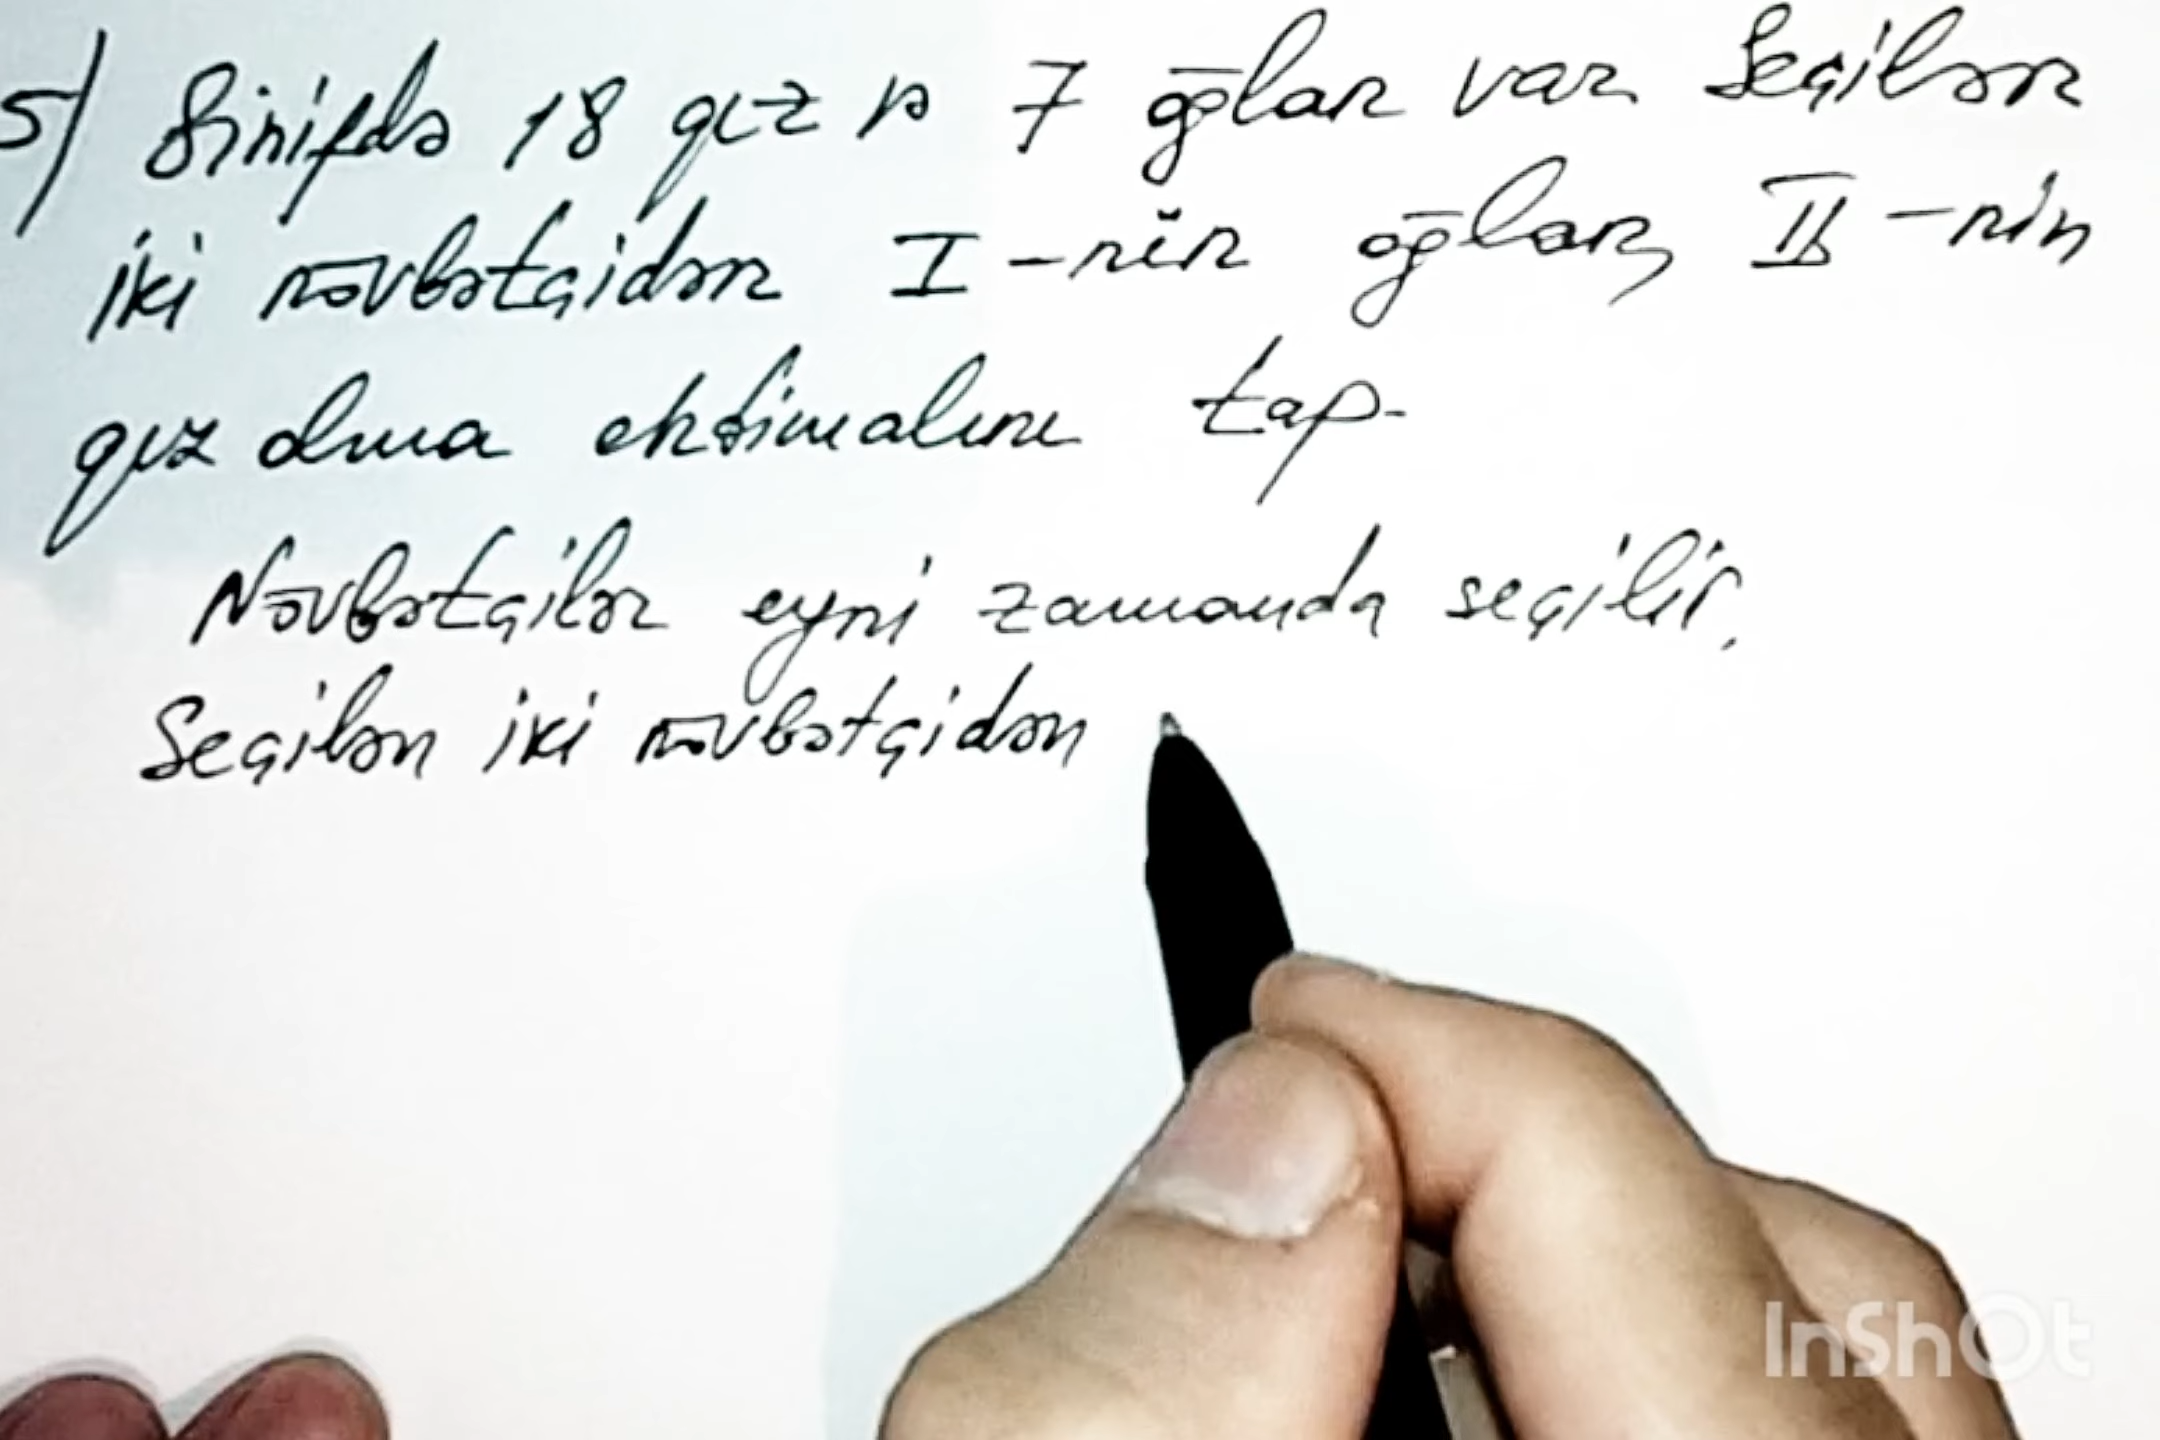 5) Sinifdə 18 qız və 7 oğlan var Seçilən
iki növbətçidən I-nin oğlan, II-nin
qız olma ehtimalını tap.
Növbətçilər eyni zamanda seçilir.
Seçilən iki növbətçidən
InShOt